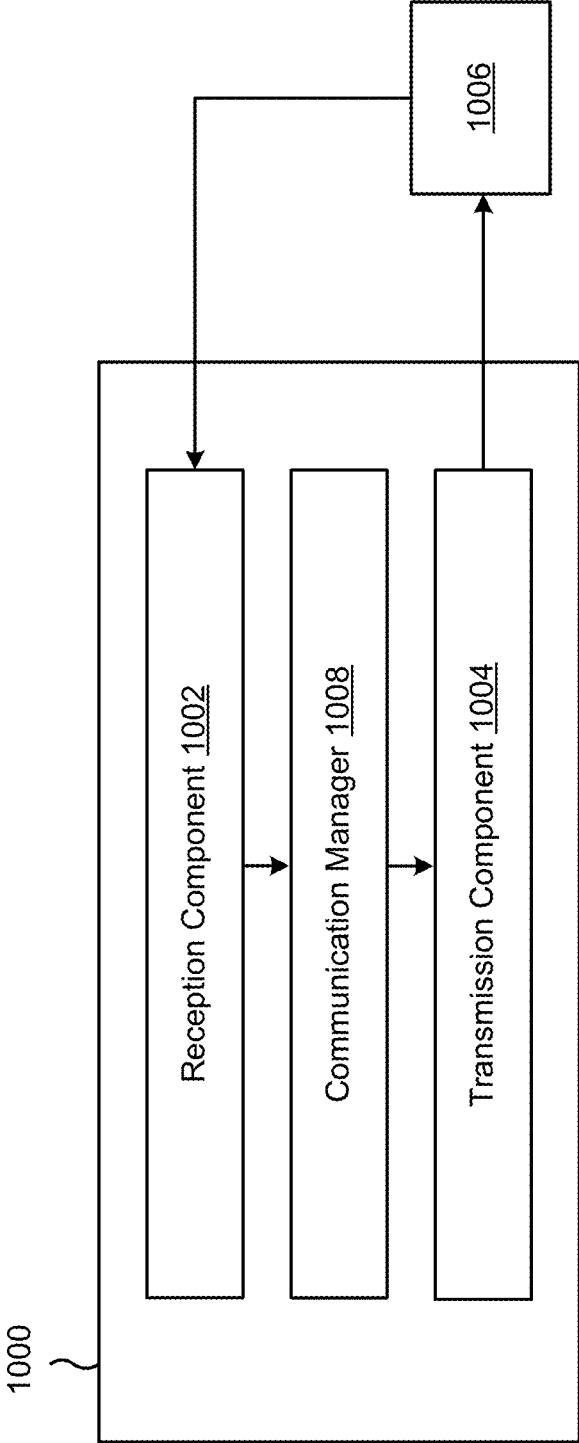 1000
Reception Component 1002
Communication Manager 1008
Transmission Component 1004
1006